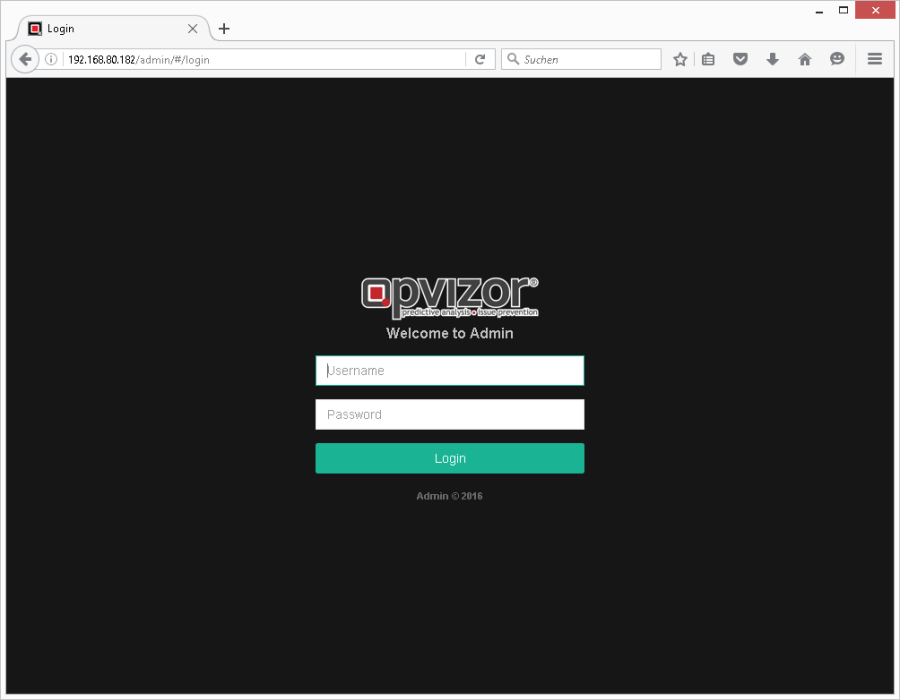 Login
192.168.80.182/admin/#/login
Suchen
opvizor®
predictive analysis • issue prevention
Welcome to Admin
Username
Password
Login
Admin © 2016